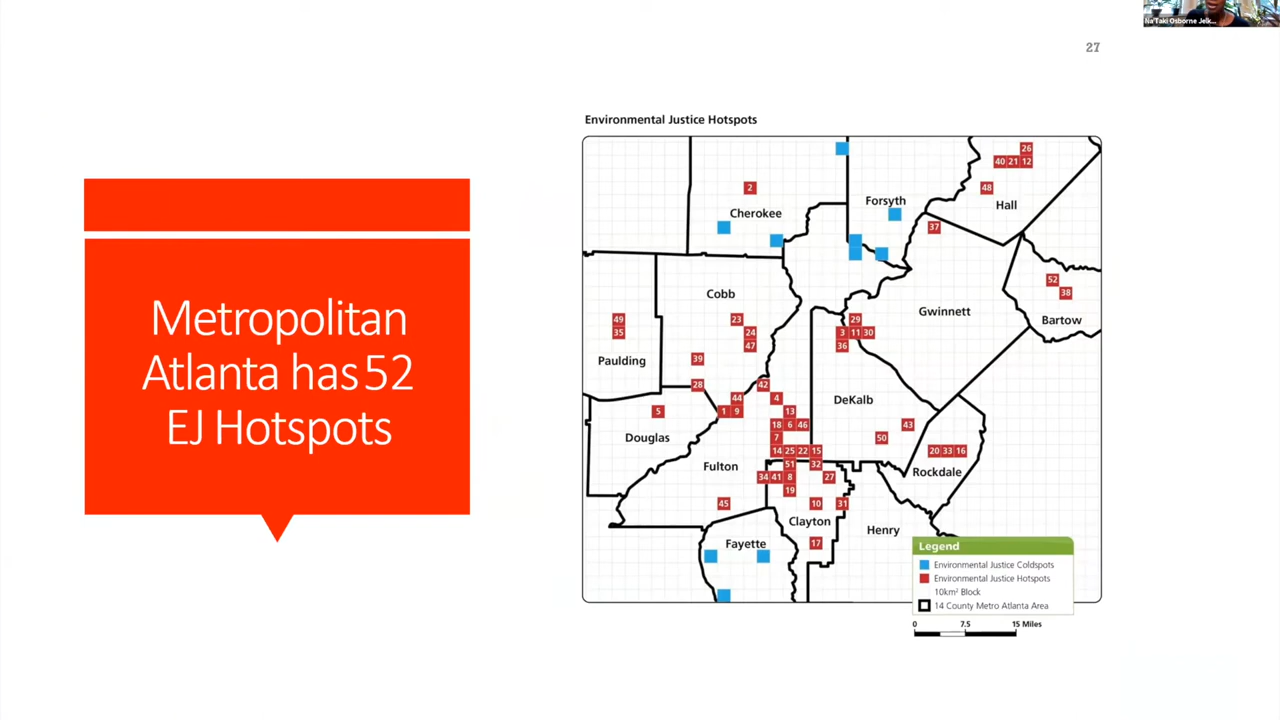 Na'Taki Osborne Jelk...
27
Metropolitan
Atlanta has 52
EJ Hotspots
Environmental Justice Hotspots
26
40 21 12
2
48
Forsyth
Hall
Cherokee
37
52
38
Cobb
Gwinnett
Bartow
49
23
29
35
24
3 11 30
47
36
Paulding
39
28
42
44
4
DeKalb
5
1 9
13
18 6 46
43
Douglas
7
50
14 25 22 15
20 33 16
Fulton
51
32
Rockdale
34 41 8
27
19
45
10
31
Clayton
Henry
Fayette
17
Legend
Environmental Justice Coldspots
Environmental Justice Hotspots
10km² Block
14 County Metro Atlanta Area
0 7.5 15 Miles